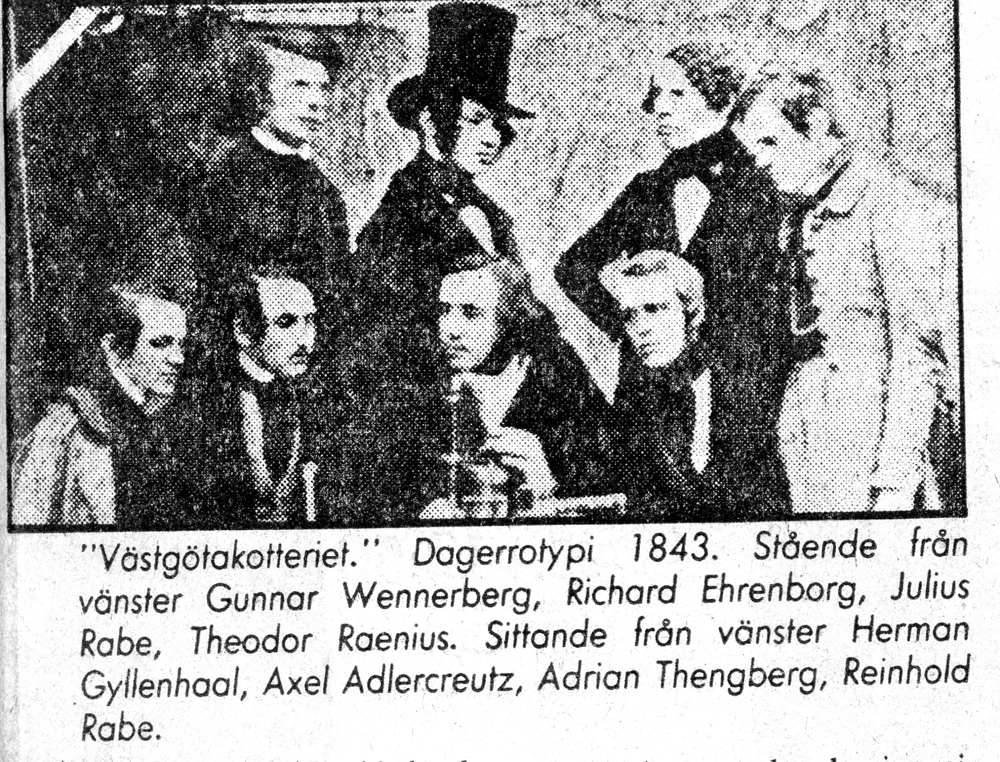 "Västgötakotteriet." Dagerrotypi 1843. Stående från
vänster Gunnar Wennerberg, Richard Ehrenborg, Julius
Rabe, Theodor Raenius. Sittande från vänster Herman
Gyllenhaal, Axel Adlercreutz, Adrian Thengberg, Reinhold
Rabe.